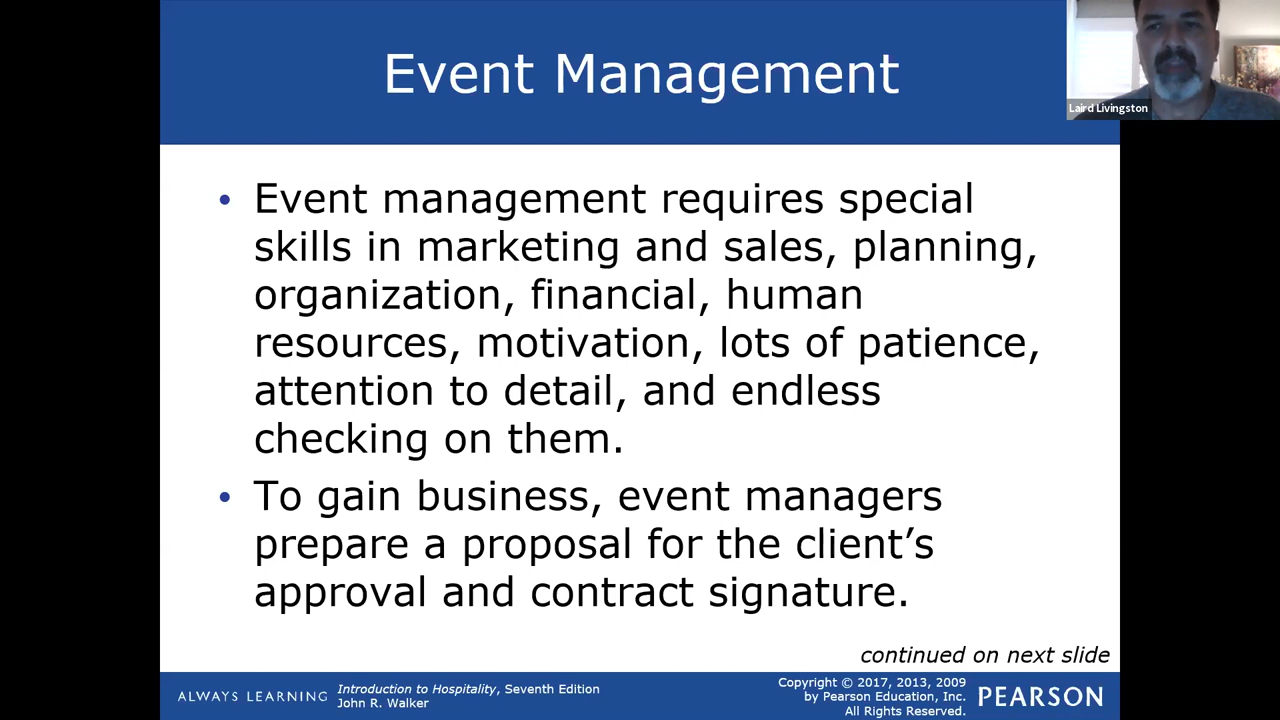 Event Management
Laird Livingston
• Event management requires special
skills in marketing and sales, planning,
organization, financial, human
resources, motivation, lots of patience,
attention to detail, and endless
checking on them.
• To gain business, event managers
prepare a proposal for the client’s
approval and contract signature.
continued on next slide
ALWAYS LEARNING
Introduction to Hospitality, Seventh Edition
John R. Walker
Copyright © 2017, 2013, 2009
by Pearson Education, Inc.
All Rights Reserved.
PEARSON